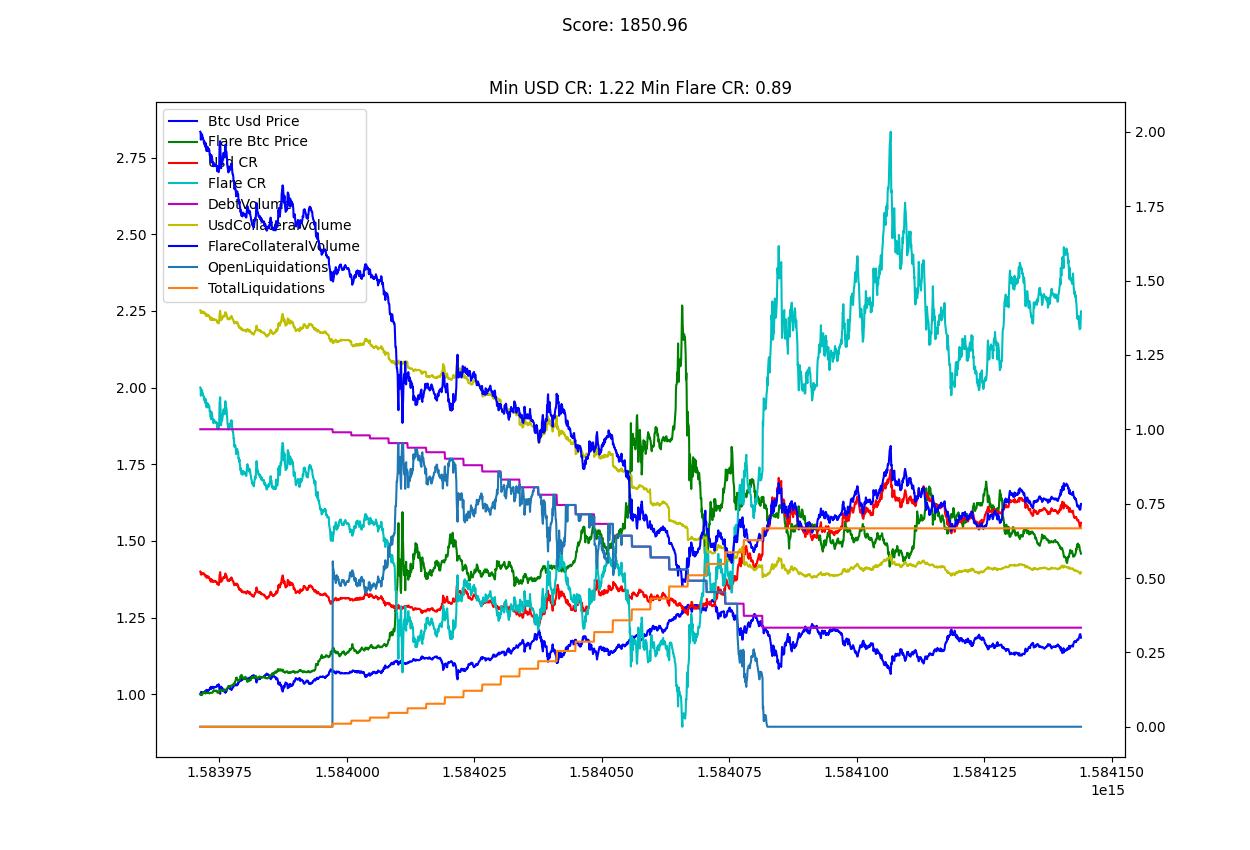 Score: 1850.96
Min USD CR: 1.22 Min Flare CR: 0.89
Btc Usd Price
Flare Btc Price
Usd CR
Flare CR
DebtVolume
UsdCollateralVolume
FlareCollateralVolume
OpenLiquidations
TotalLiquidations
2.75
2.50
2.25
2.00
1.75
1.50
1.25
1.00
2.00
1.75
1.50
1.25
1.00
0.75
0.50
0.25
0.00
1.583975 1.584000 1.584025 1.584050 1.584075 1.584100 1.584125 1.584150
1e15